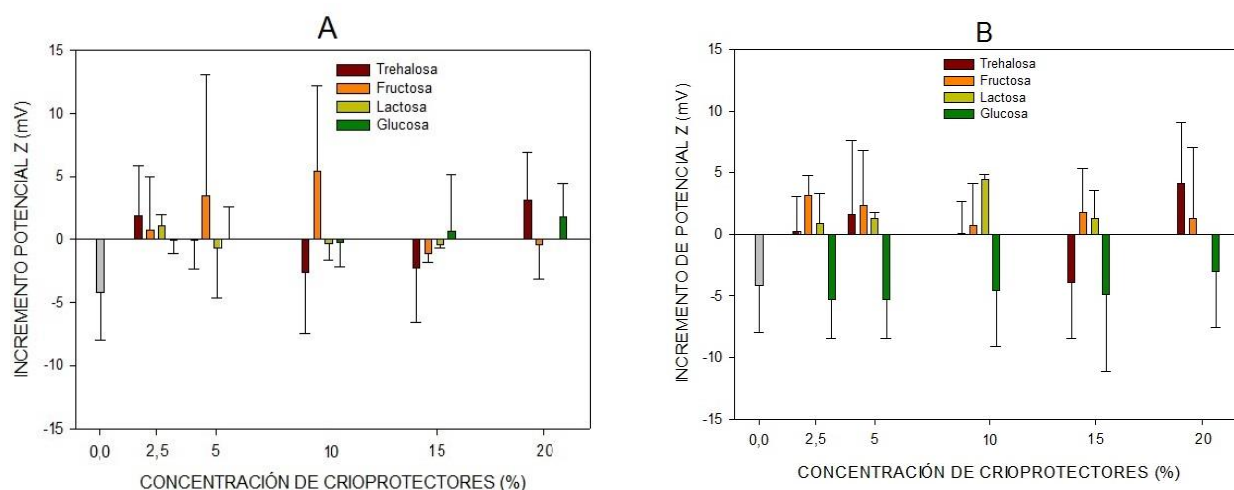 A
INCREMENTO POTENCIAL Z (mV)
15
10
5
0
-5
-10
-15
Trehalosa
Fructosa
Lactosa
Glucosa
0,0 2,5 5 10 15 20
CONCENTRACIÓN DE CRIOPROTECTORES (%)
B
INCREMENTO DE POTENCIAL Z (mV)
15
10
5
0
-5
-10
-15
Trehalosa
Fructosa
Lactosa
Glucosa
0,0 2,5 5 10 15 20
CONCENTRACIÓN DE CRIOPROTECTORES (%)